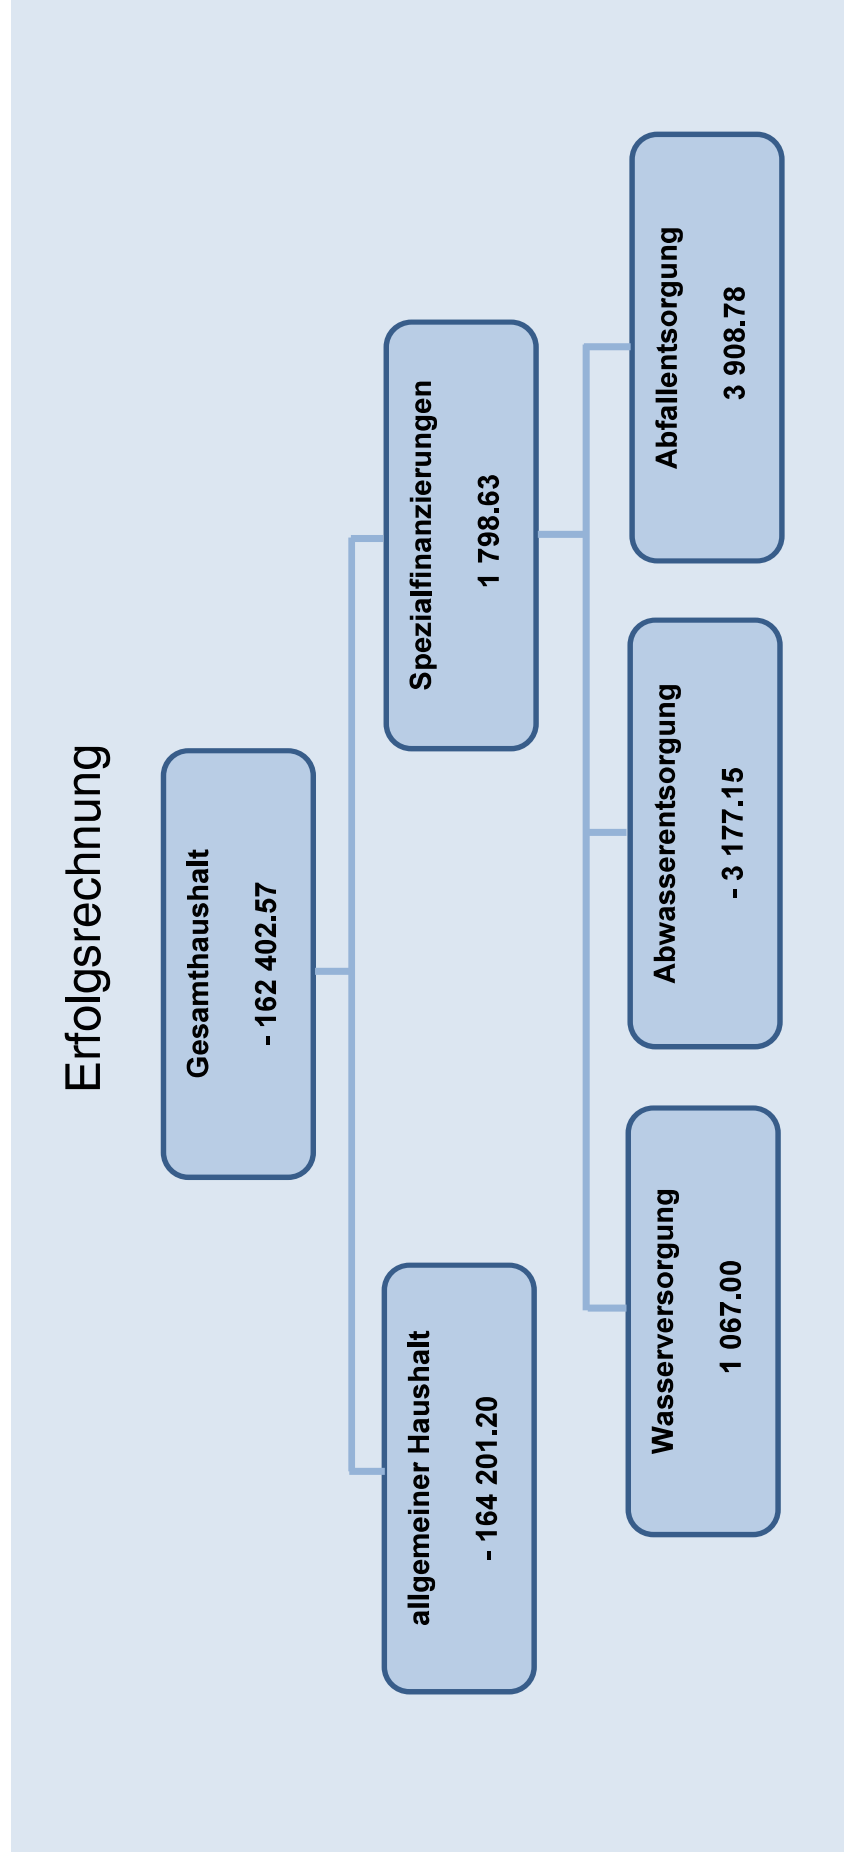 Erfolgsrechnung
Gesamthaushalt
- 162 402.57
allgemeiner Haushalt
- 164 201.20
Spezialfinanzierungen
1 798.63
Wasserversorgung
1 067.00
Abwasserentsorgung
- 3 177.15
Abfallentsorgung
3 908.78